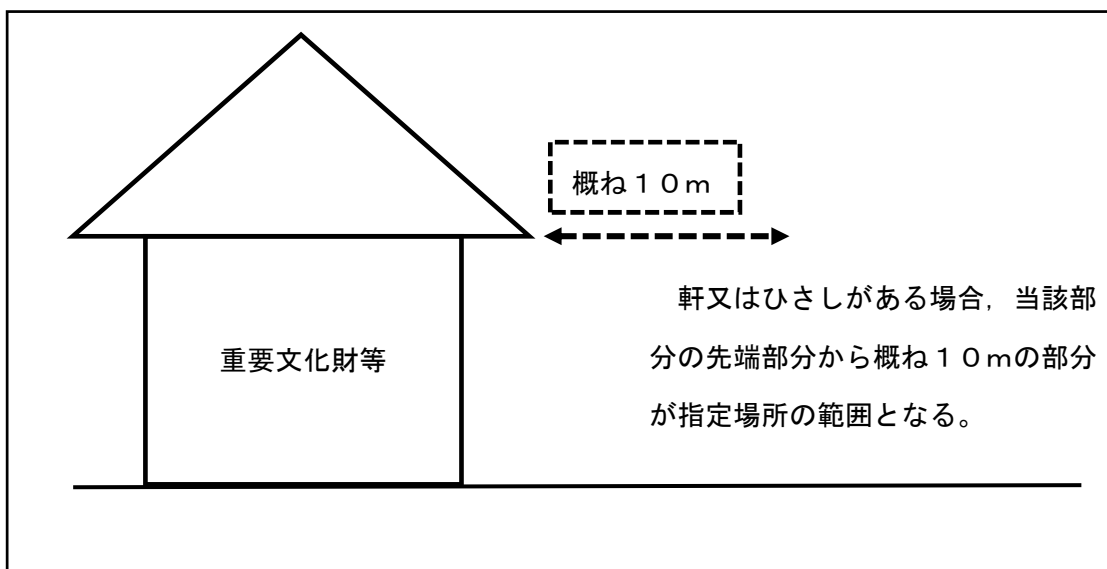 概ね１０ｍ
軒又はひさしがある場合，当該部
分の先端部分から概ね１０ｍの部分
が指定場所の範囲となる。
重要文化財等